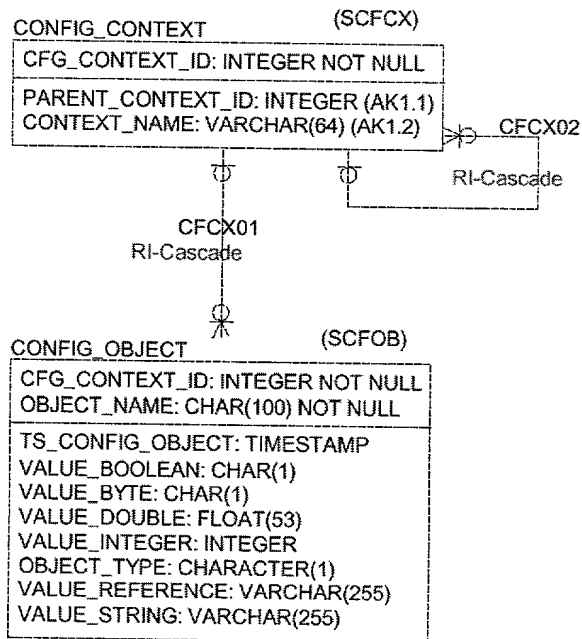 CONFIG_CONTEXT (SCFCX)
CFG_CONTEXT_ID: INTEGER NOT NULL
PARENT_CONTEXT_ID: INTEGER (AK1.1)
CONTEXT_NAME: VARCHAR(64) (AK1.2)
CFCX02
RI-Cascade
CFCX01
RI-Cascade
CONFIG_OBJECT (SCFOB)
CFG_CONTEXT_ID: INTEGER NOT NULL
OBJECT_NAME: CHAR(100) NOT NULL
TS_CONFIG_OBJECT: TIMESTAMP
VALUE_BOOLEAN: CHAR(1)
VALUE_BYTE: CHAR(1)
VALUE_DOUBLE: FLOAT(53)
VALUE_INTEGER: INTEGER
OBJECT_TYPE: CHARACTER(1)
VALUE_REFERENCE: VARCHAR(255)
VALUE_STRING: VARCHAR(255)